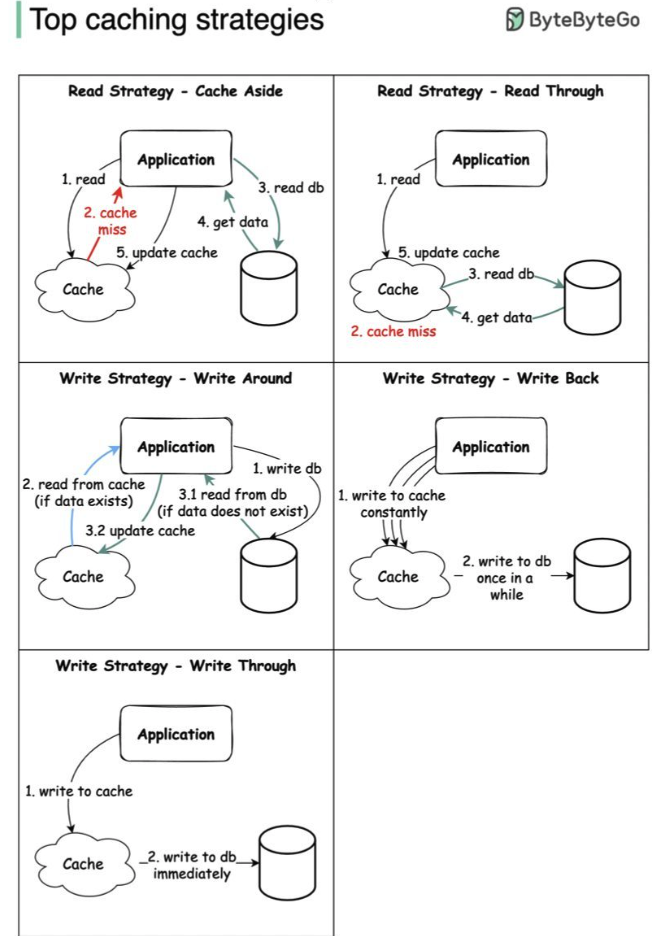 Top caching strategies
ByteByteGo
Read Strategy - Cache Aside
Application
1. read
2. cache
miss
3. read db
4. get data
5. update cache
Cache
Read Strategy - Read Through
Application
1. read
5. update cache
3. read db
Cache
4. get data
2. cache miss
Write Strategy - Write Around
Application
1. write db
2. read from cache
(if data exists)
3.1 read from db
(if data does not exist)
3.2 update cache
Cache
Write Strategy - Write Back
Application
1. write to cache
constantly
Cache
2. write to db
once in a
while
Write Strategy - Write Through
Application
1. write to cache
Cache
2. write to db
immediately